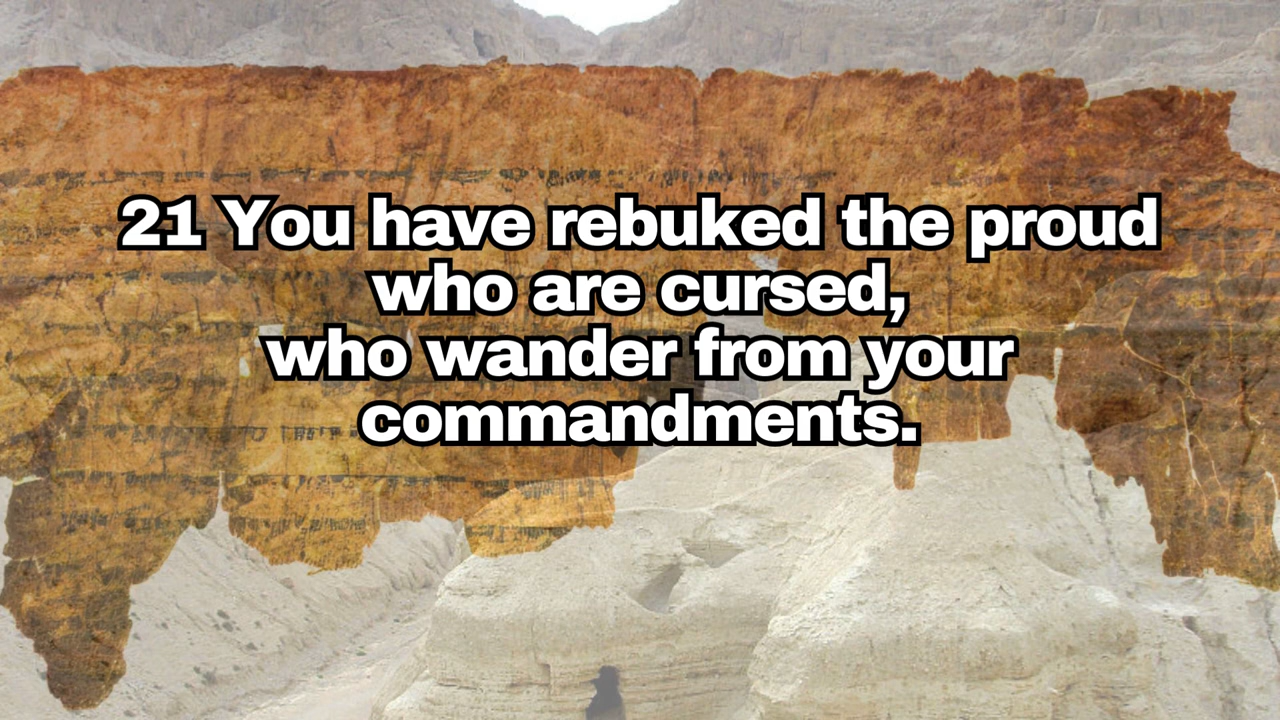 21 You have rebuked the proud
who are cursed,
who wander from your
commandments.